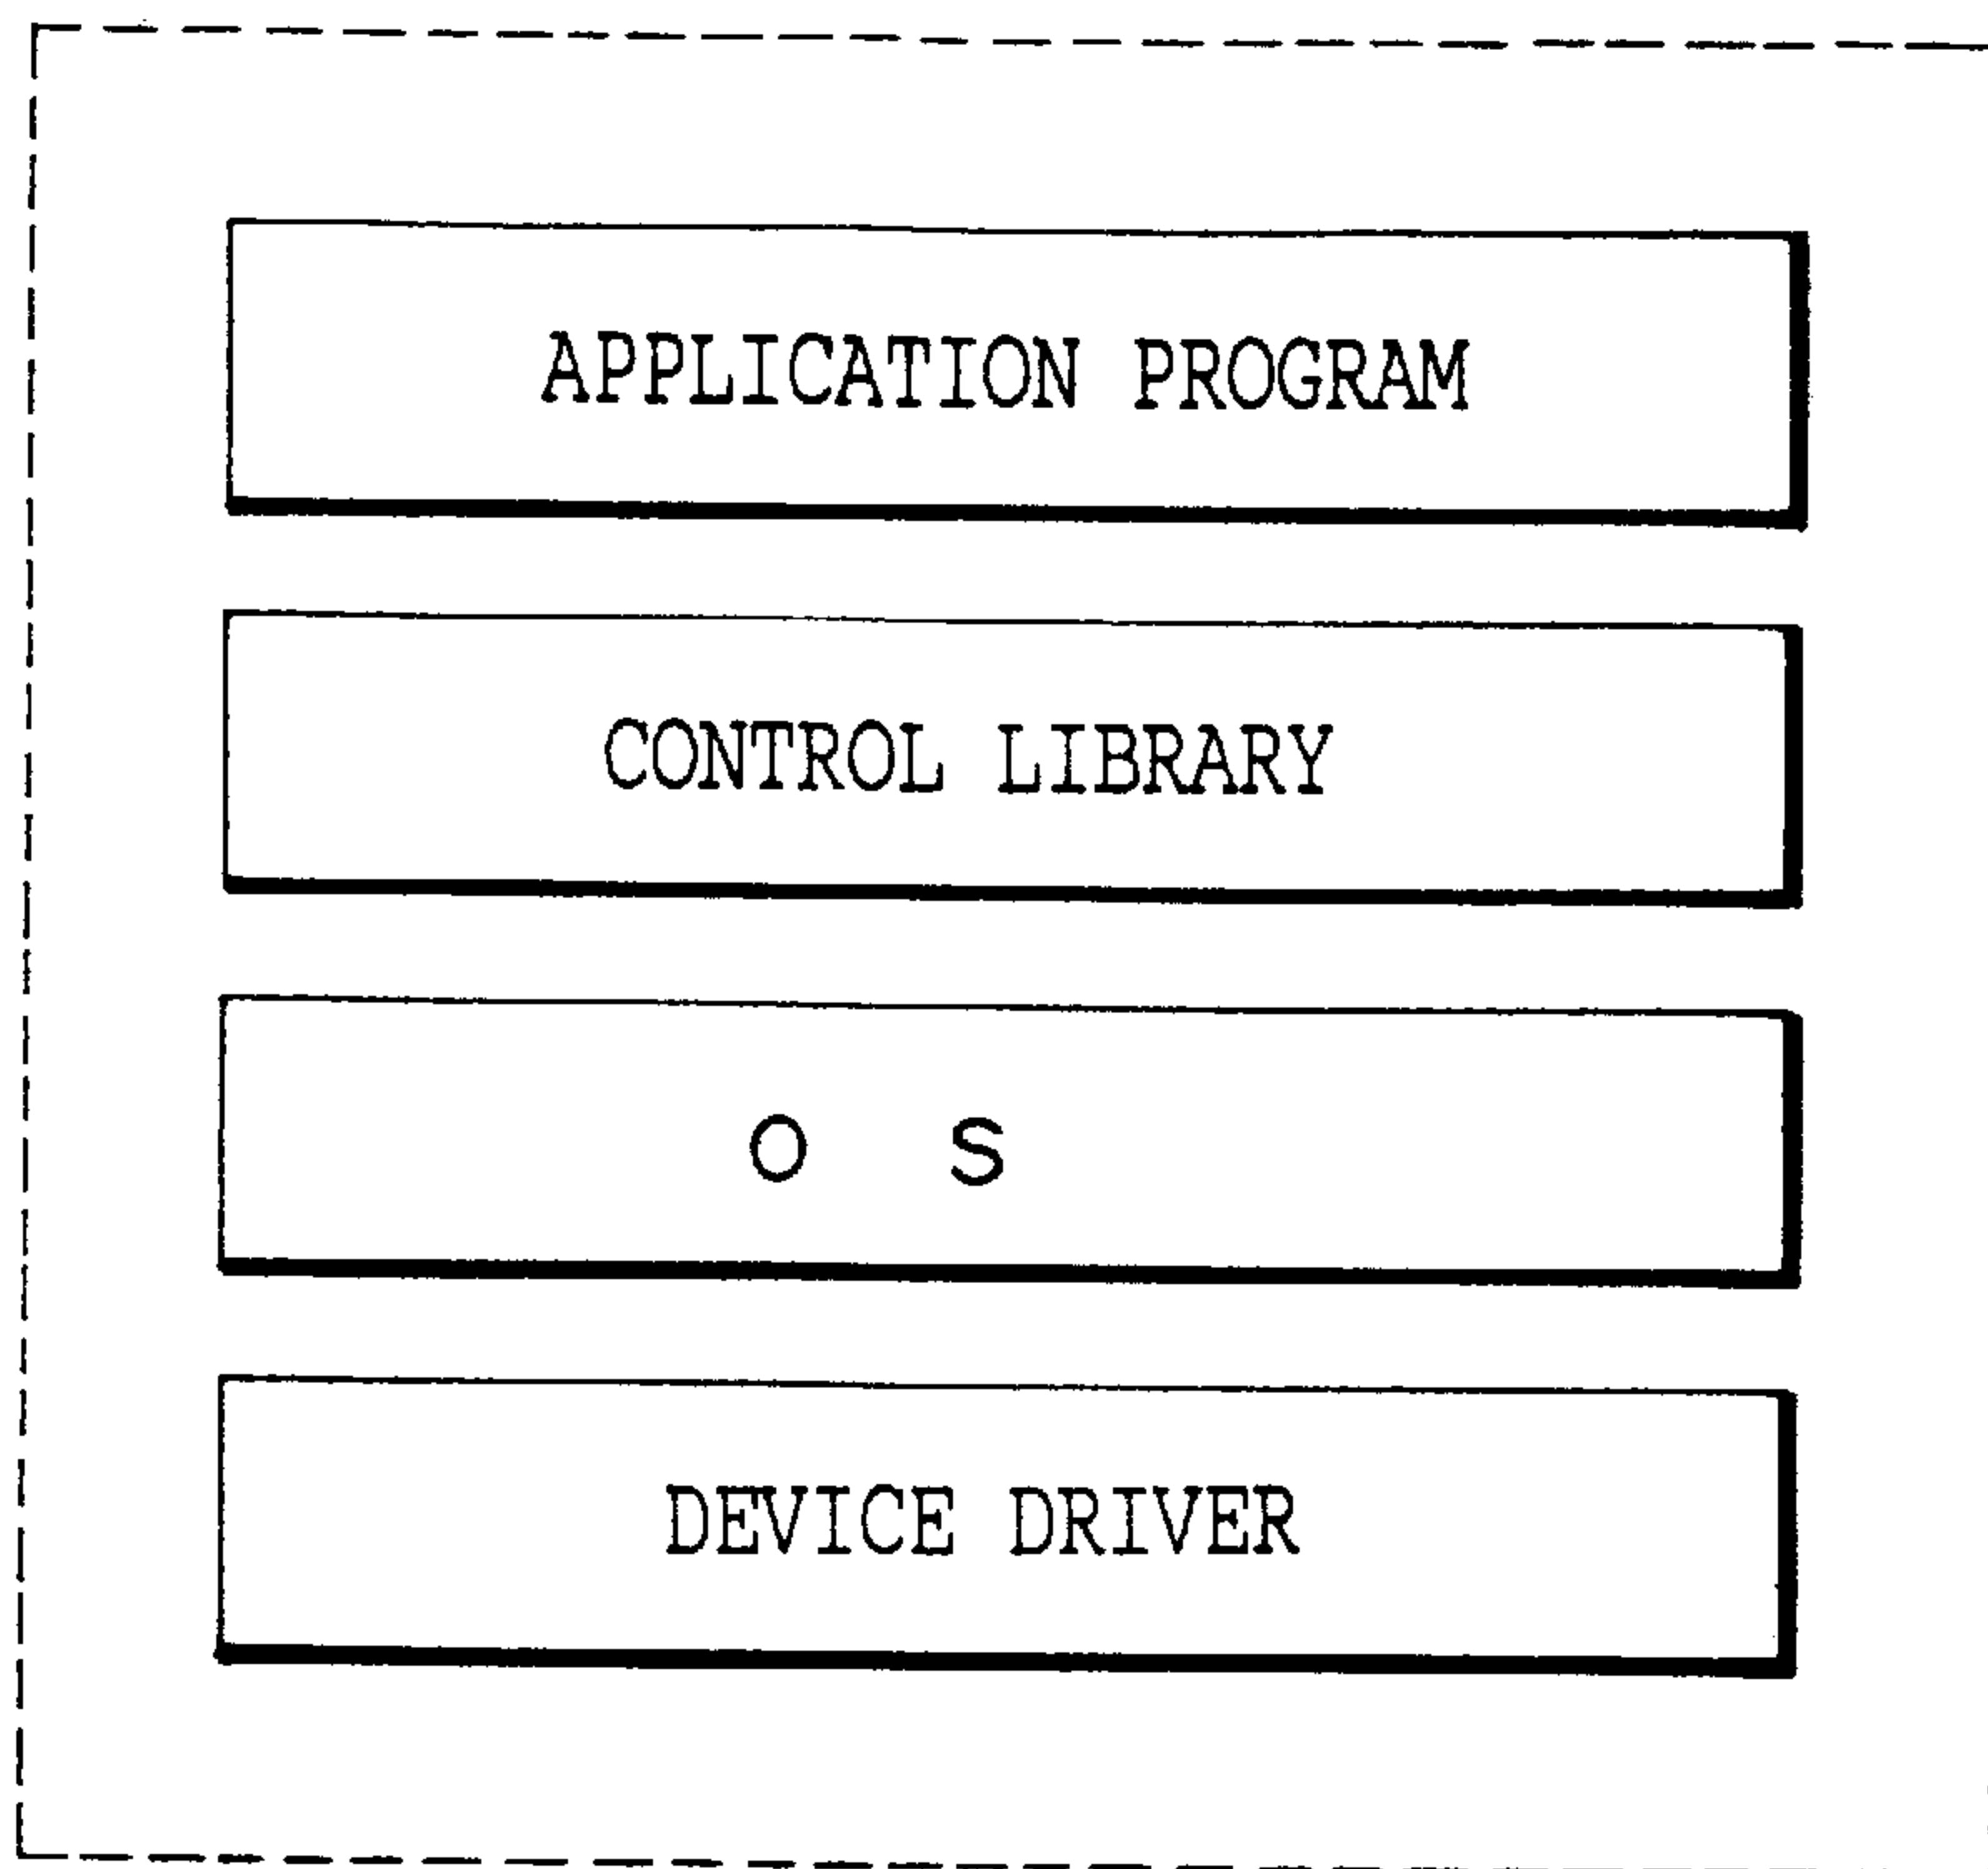 APPLICATION PROGRAM
CONTROL LIBRARY
O S
DEVICE DRIVER